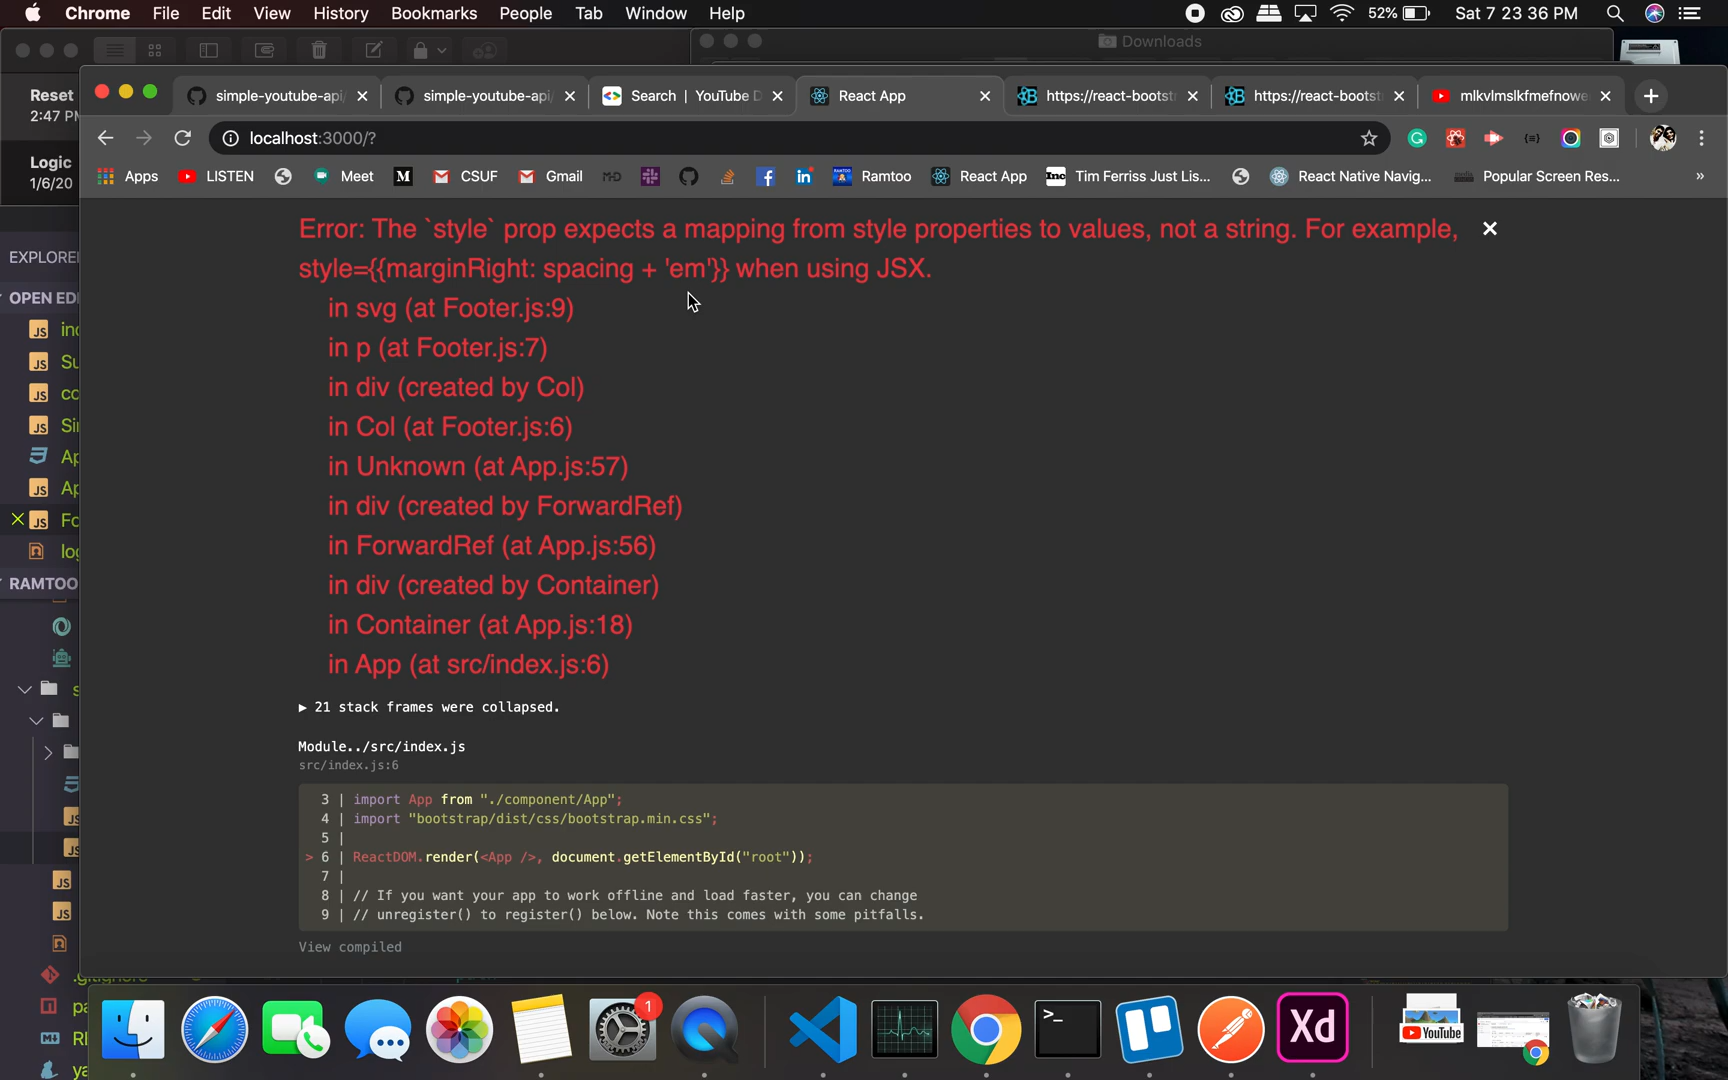 Chrome File Edit View History Bookmarks People Tab Window Help 52% Sat 7 23 36 PM
Downloads
Reset
2:47 PM
simple-youtube-api/ simple-youtube-api/ Search | YouTube D React App https://react-bootst https://react-bootst mlkvlmslkfmefnowe
localhost:3000/?
Logic
1/6/20
Apps LISTEN Meet M CSUF Gmail M-D Ramtoo React App Inc Tim Ferriss Just Lis... React Native Navig... Popular Screen Res... »
EXPLORE
OPEN EDI
RAMTOO
Error: The `style` prop expects a mapping from style properties to values, not a string. For example,
style={{marginRight: spacing + 'em'}} when using JSX.
in svg (at Footer.js:9)
in p (at Footer.js:7)
in div (created by Col)
in Col (at Footer.js:6)
in Unknown (at App.js:57)
in div (created by ForwardRef)
in ForwardRef (at App.js:56)
in div (created by Container)
in Container (at App.js:18)
in App (at src/index.js:6)
▶ 21 stack frames were collapsed.
Module../src/index.js
src/index.js:6
3 | import App from "./component/App";
4 | import "bootstrap/dist/css/bootstrap.min.css";
5 |
> 6 | ReactDOM.render(<App />, document.getElementById("root"));
7 |
8 | // If you want your app to work offline and load faster, you can change
9 | // unregister() to register() below. Note this comes with some pitfalls.
View compiled
1
Xd
YouTube